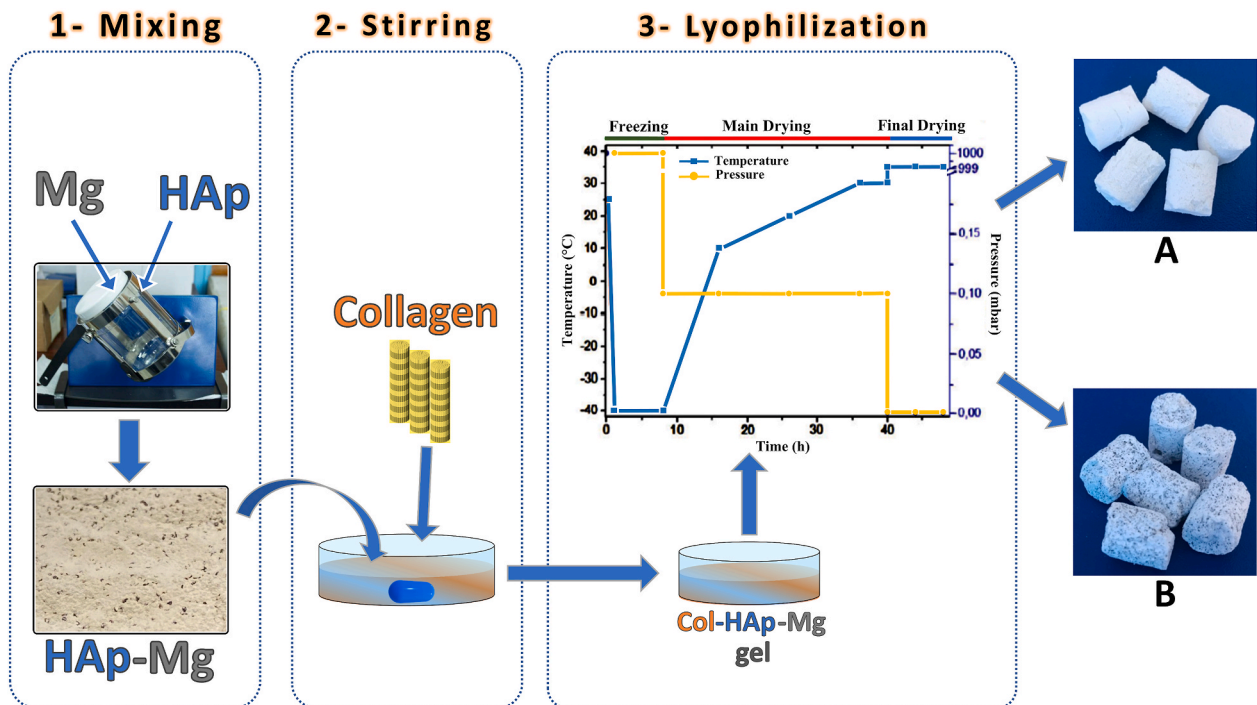 1- Mixing
2- Stirring
3- Lyophilization
Mg
HAp
HAp-Mg
Collagen
Freezing
Main Drying
Final Drying
Temperature
Pressure
40
30
20
10
0
-10
-20
-30
-40
Temperature (°C)
0
10
20
30
40
Time (h)
1000
999
0,15
0,10
0,05
0,00
Pressure (mbar)
Col-HAp-Mg
gel
A
B